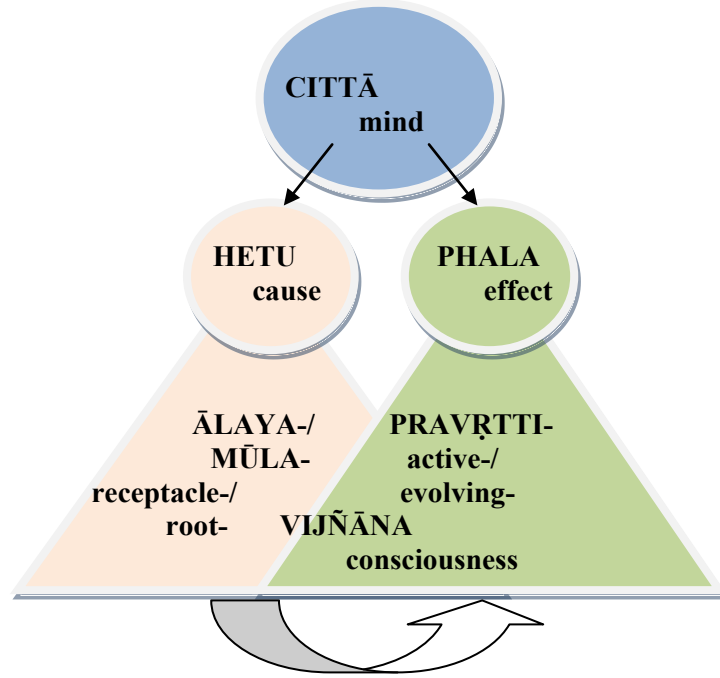 CITTĀ
mind
HETU
cause
PHALA
effect
ĀLAYA-/
MŪLA-
receptacle-/
root-
PRAVṚTTI-
active-/
evolving-
VIJÑĀNA
consciousness